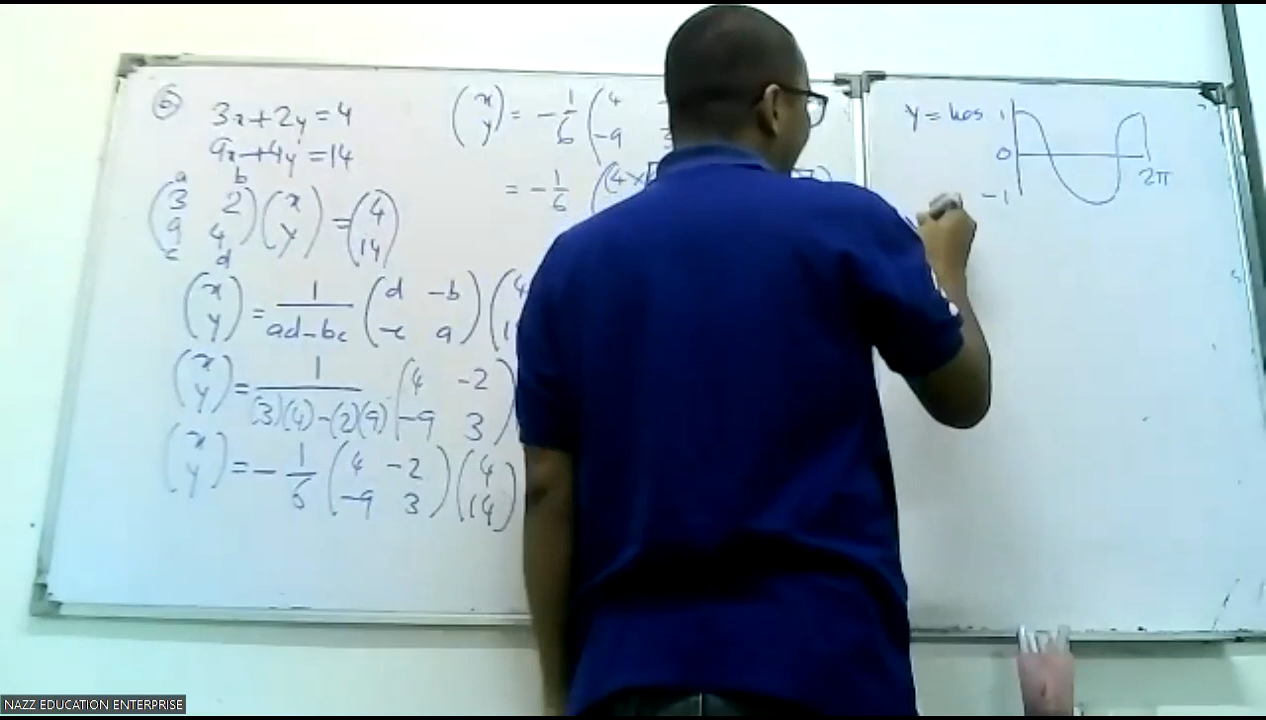 ⑥ 3x+2y=4
9x+4y=14
a b
(3 2) (x) = (4)
(9 4) (y) (14)
c d
(x) = 1 (d -b) (4
(y) ad-bc (-c a) (1
(x) = 1 (4 -2)
(y) (3)(4)-(2)(9) (-9 3)
(x) = - 1 (4 -2) (4)
(y) 6 (-9 3) (14)
(x) = - 1 (4
(y) 6 (-9 3
= - 1 (4×
6
y = kos
1
0
-1
2π
NAZZ EDUCATION ENTERPRISE